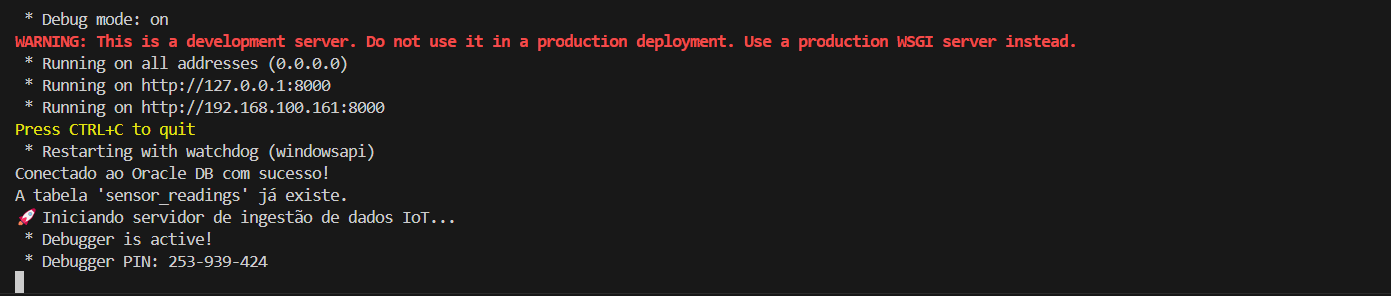 * Debug mode: on
WARNING: This is a development server. Do not use it in a production deployment. Use a production WSGI server instead.
* Running on all addresses (0.0.0.0)
* Running on http://127.0.0.1:8000
* Running on http://192.168.100.161:8000
Press CTRL+C to quit
* Restarting with watchdog (windowsapi)
Conectado ao Oracle DB com sucesso!
A tabela 'sensor_readings' já existe.
🚀 Iniciando servidor de ingestão de dados IoT...
* Debugger is active!
* Debugger PIN: 253-939-424